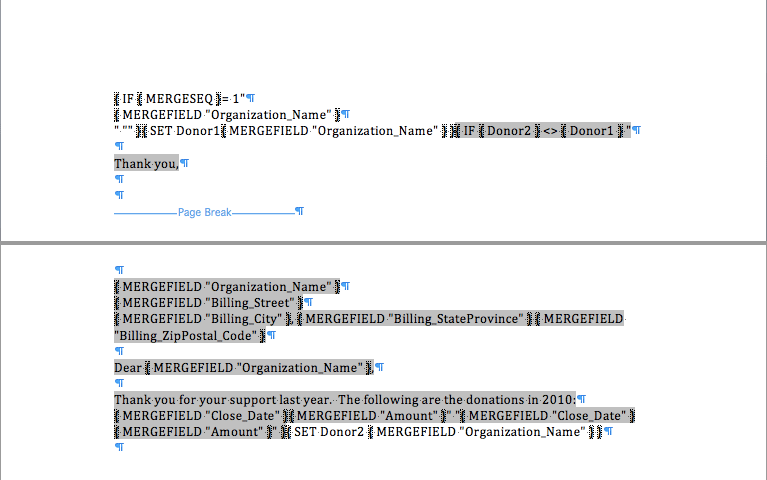 { IF { MERGESEQ }= 1"¶
{ MERGEFIELD "Organization_Name" }¶
" "" }{ SET Donor1{ MERGEFIELD "Organization_Name" } }{ IF { Donor2 } <> { Donor1 } "¶
¶
Thank you,¶
¶
¶
Page Break¶
¶
{ MERGEFIELD "Organization_Name" }¶
{ MERGEFIELD "Billing_Street" }¶
{ MERGEFIELD "Billing_City" }, { MERGEFIELD "Billing_StateProvince" }{ MERGEFIELD
"Billing_ZipPostal_Code" }¶
¶
Dear { MERGEFIELD "Organization_Name" },¶
¶
Thank you for your support last year. The following are the donations in 2010:¶
{ MERGEFIELD "Close_Date" }{ MERGEFIELD "Amount" }" "{ MERGEFIELD "Close_Date" }
{ MERGEFIELD "Amount" }" }{ SET Donor2 { MERGEFIELD "Organization_Name" } }¶
¶